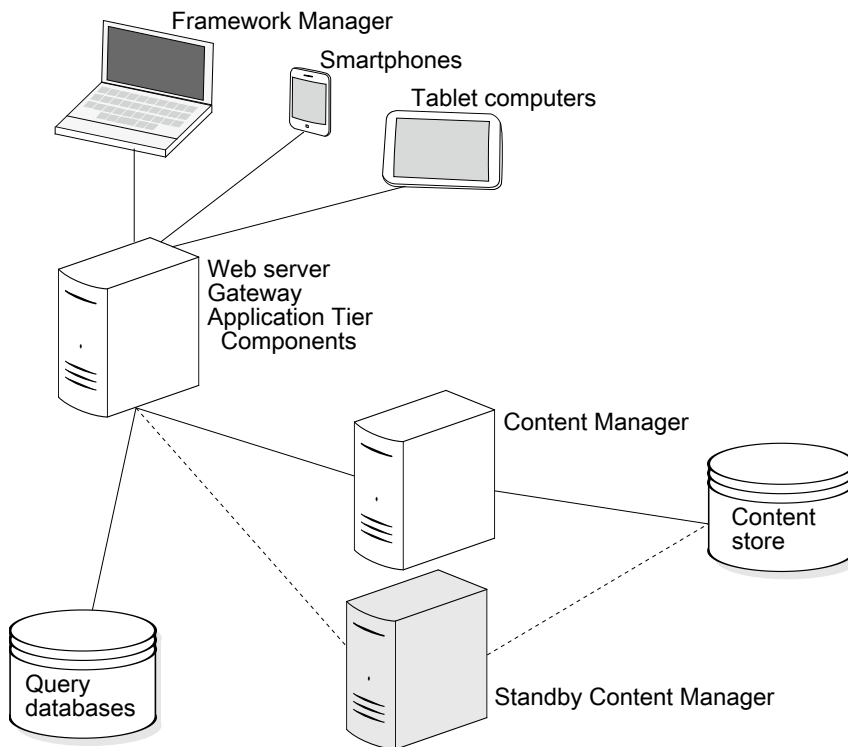 Framework Manager
Smartphones
Tablet computers
Web server
Gateway
Application Tier
Components
Content Manager
Content
store
Query
databases
Standby Content Manager